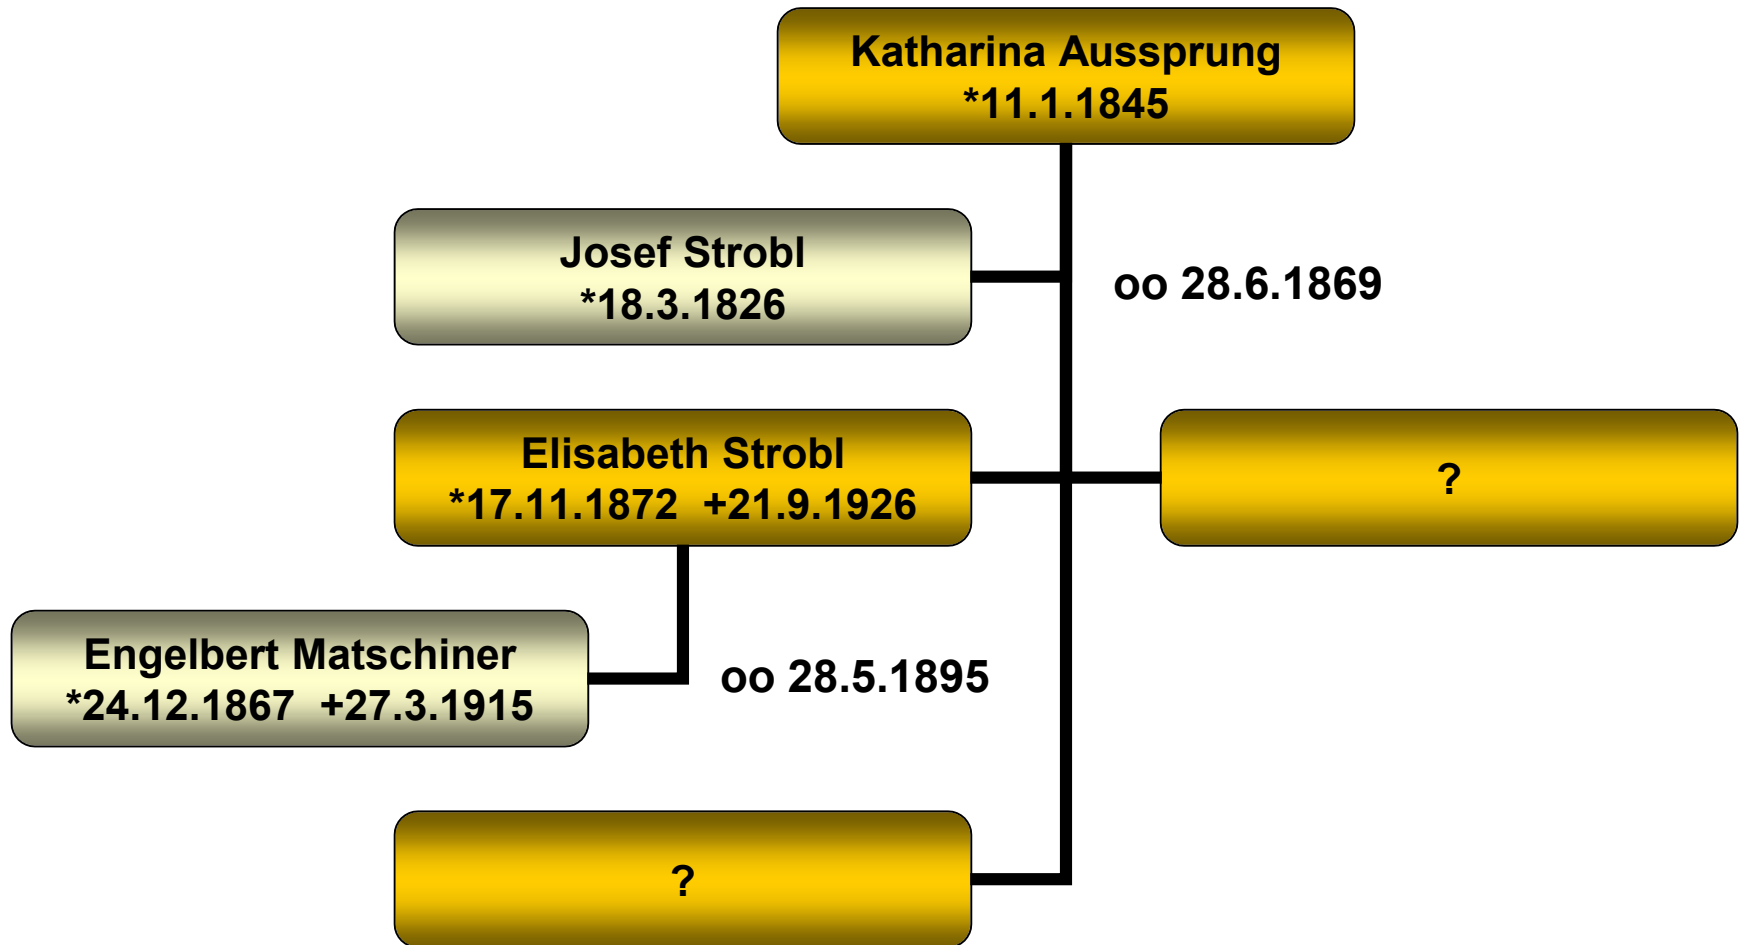 Katharina Aussprung
*11.1.1845
Josef Strobl
*18.3.1826
oo 28.6.1869
Elisabeth Strobl
*17.11.1872 +21.9.1926
?
Engelbert Matschiner
*24.12.1867 +27.3.1915
oo 28.5.1895
?